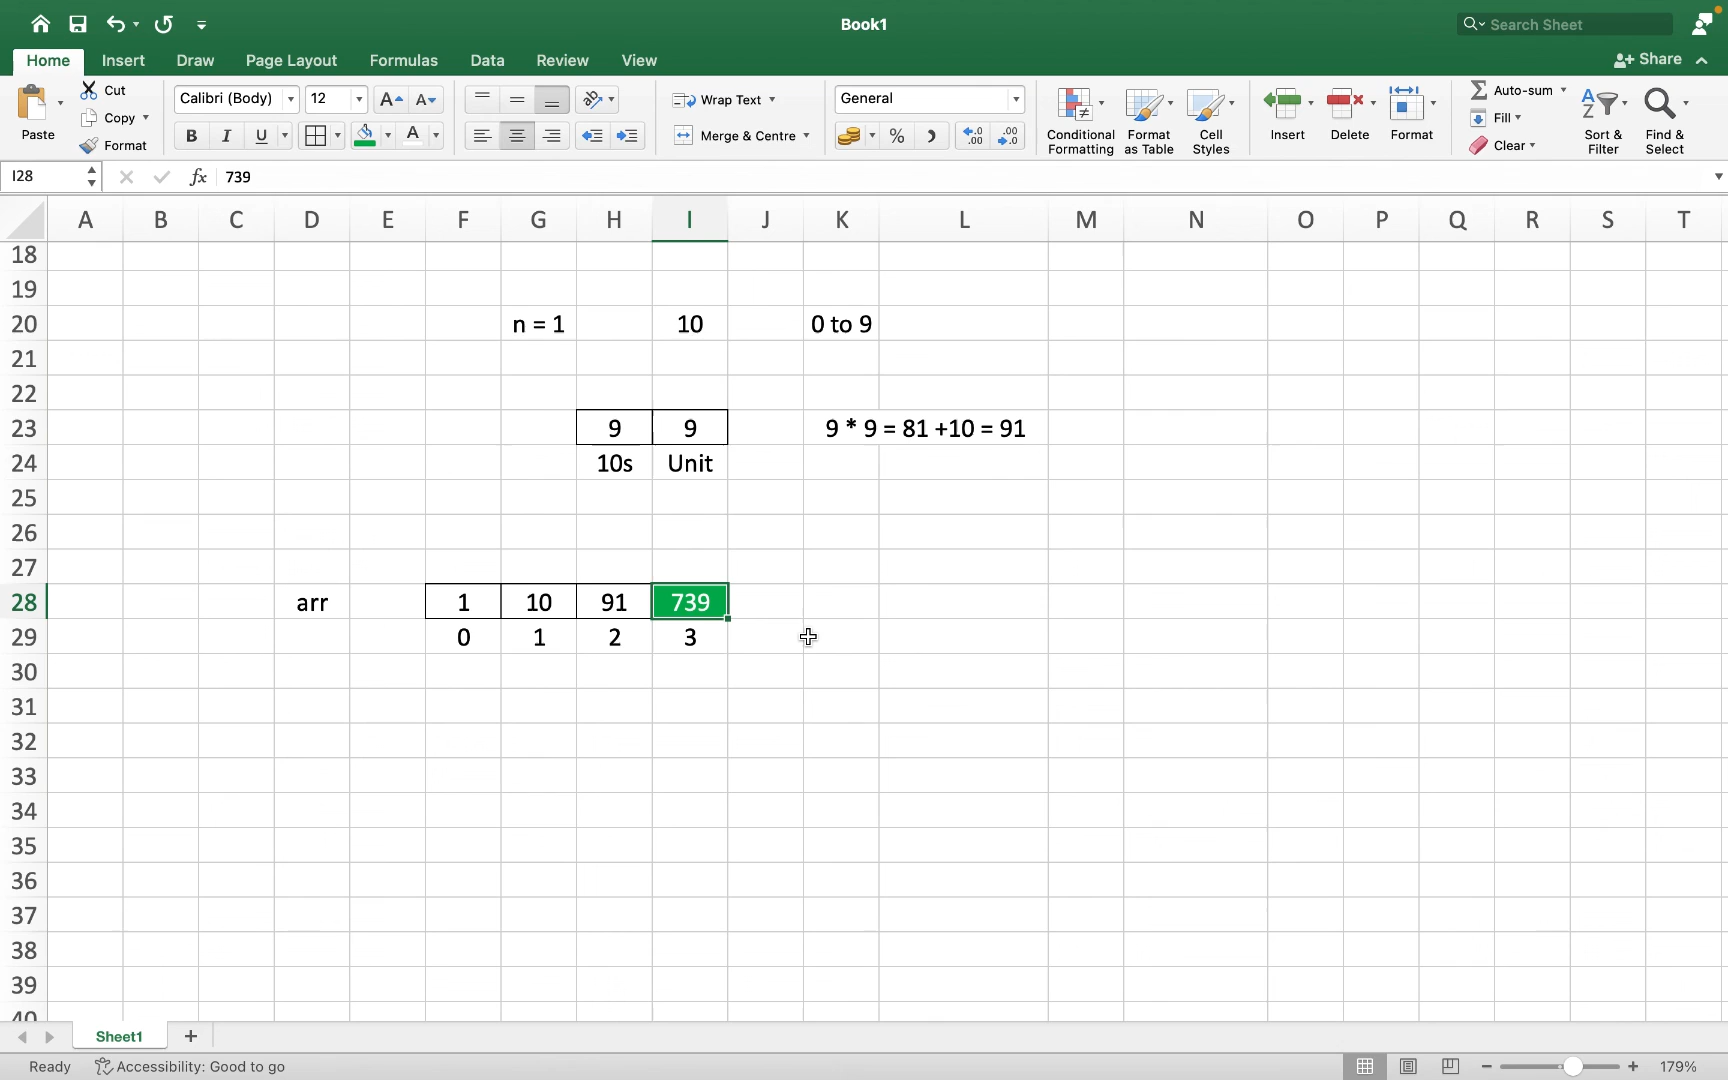 Book1
Search Sheet
Home Insert Draw Page Layout Formulas Data Review View
Share
Paste
Cut
Copy
Format
Calibri (Body) 12
A A
B I U A
Wrap Text
Merge & Centre
General
%
.0 .00
.00 .0
Conditional Formatting
Format as Table
Cell Styles
Insert
Delete
Format
Auto-sum
Fill
Clear
Sort & Filter
Find & Select
I28 fx 739
A B C D E F G H I J K L M N O P Q R S T
18
19
20 n = 1 10 0 to 9
21
22
23 9 9 9 * 9 = 81 +10 = 91
24 10s Unit
25
26
27
28 arr 1 10 91 739
29 0 1 2 3
30
31
32
33
34
35
36
37
38
39
40
Sheet1
Ready Accessibility: Good to go 179%